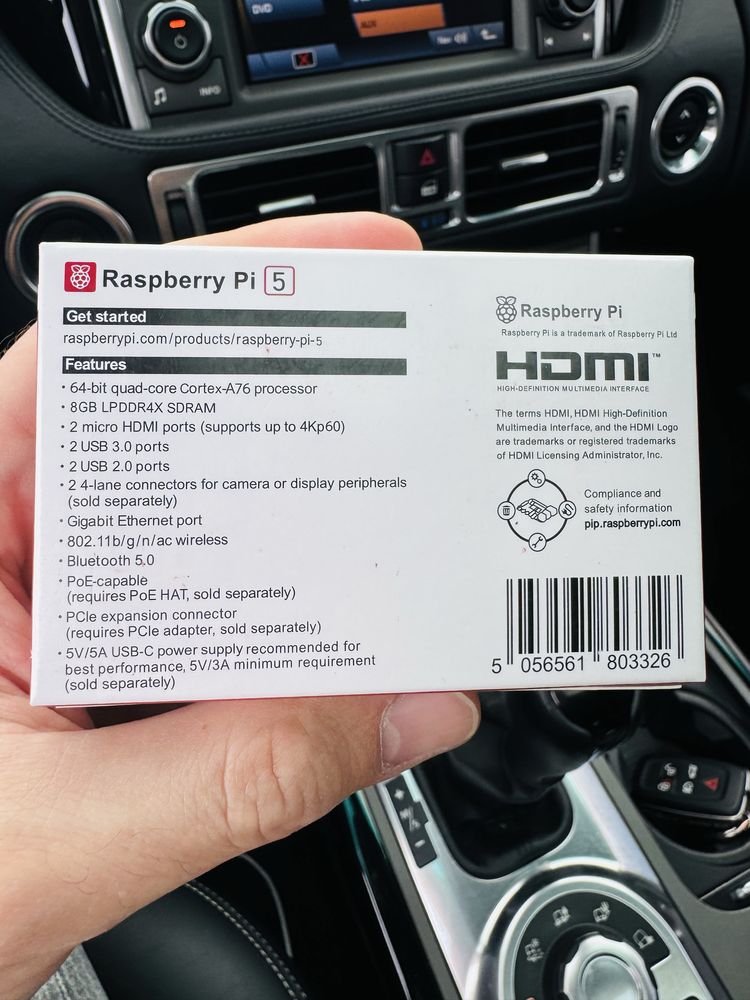 DVD
AUX
INFO
Raspberry Pi 5
Get started
raspberrypi.com/products/raspberry-pi-5
Features
· 64-bit quad-core Cortex-A76 processor
· 8GB LPDDR4X SDRAM
· 2 micro HDMI ports (supports up to 4Kp60)
· 2 USB 3.0 ports
· 2 USB 2.0 ports
· 2 4-lane connectors for camera or display peripherals
(sold separately)
· Gigabit Ethernet port
· 802.11b/g/n/ac wireless
· Bluetooth 5.0
· PoE-capable
(requires PoE HAT, sold separately)
· PCIe expansion connector
(requires PCIe adapter, sold separately)
· 5V/5A USB-C power supply recommended for
best performance, 5V/3A minimum requirement
(sold separately)
Raspberry Pi
Raspberry Pi is a trademark of Raspberry Pi Ltd
HDMI™
HIGH-DEFINITION MULTIMEDIA INTERFACE
The terms HDMI, HDMI High-Definition
Multimedia Interface, and the HDMI Logo
are trademarks or registered trademarks
of HDMI Licensing Administrator, Inc.
Compliance and
safety information
pip.raspberrypi.com
5 056561 803326